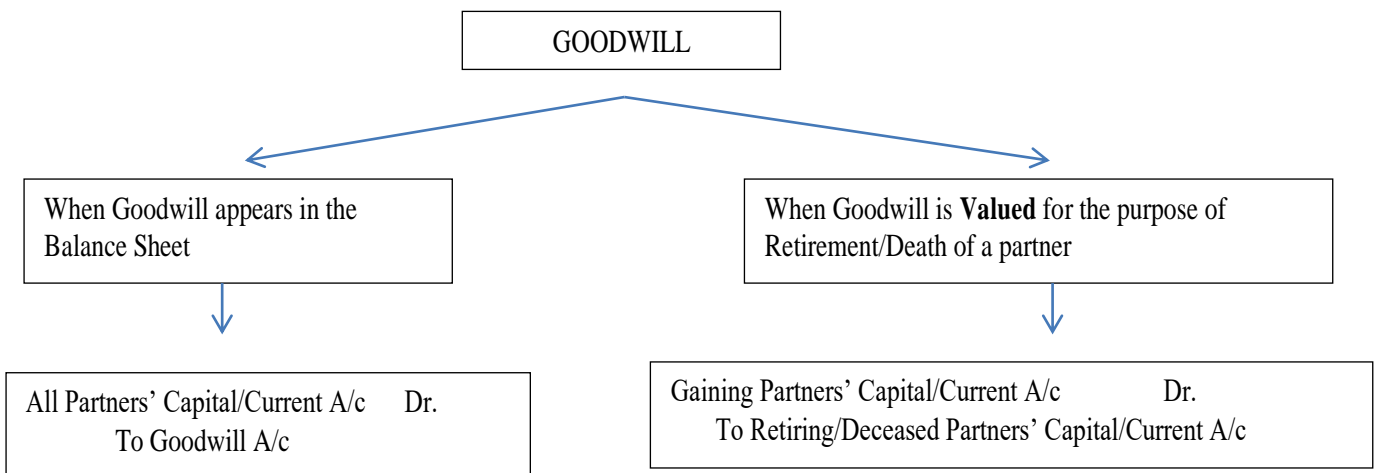 GOODWILL
When Goodwill appears in the
Balance Sheet
When Goodwill is Valued for the purpose of
Retirement/Death of a partner
All Partners’ Capital/Current A/c Dr.
To Goodwill A/c
Gaining Partners’ Capital/Current A/c Dr.
To Retiring/Deceased Partners’ Capital/Current A/c